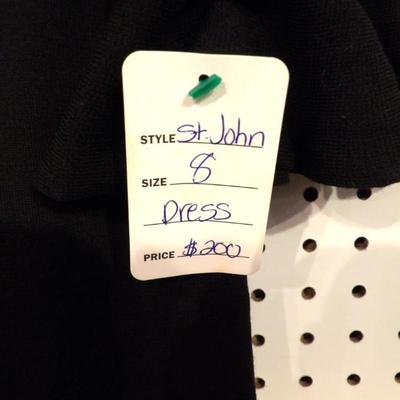 STYLE St. John
SIZE 8
Dress
PRICE $200